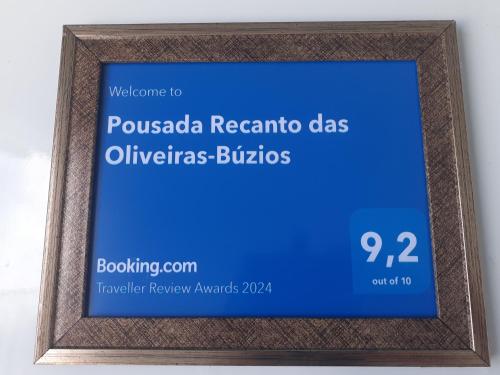 Welcome to
Pousada Recanto das
Oliveiras-Búzios
9,2
out of 10
Booking.com
Traveller Review Awards 2024